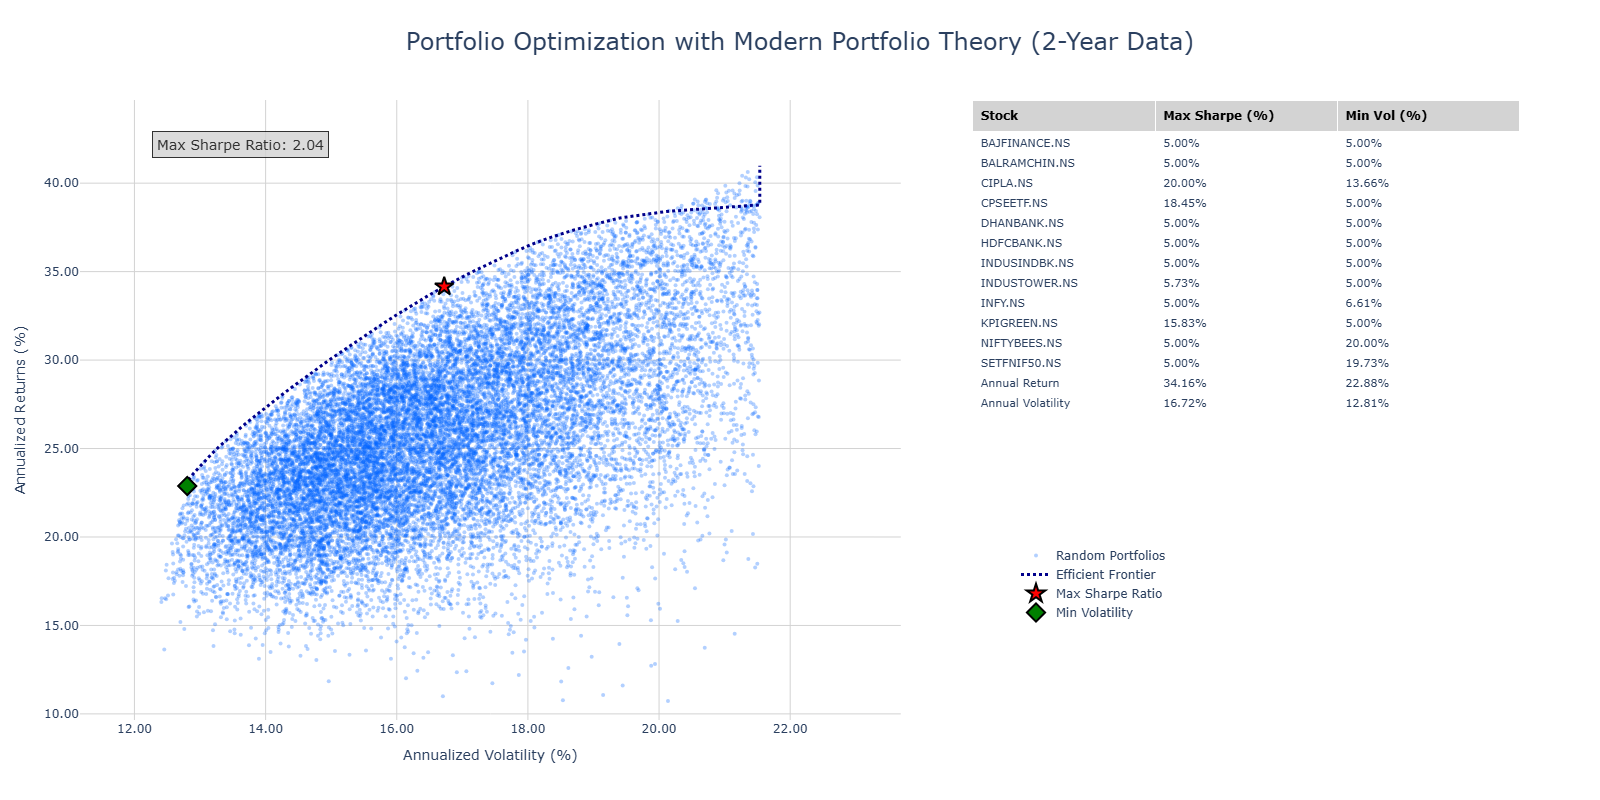 Portfolio Optimization with Modern Portfolio Theory (2-Year Data)
Max Sharpe Ratio: 2.04
Annualized Returns (%)
40.00
35.00
30.00
25.00
20.00
15.00
10.00
12.00 14.00 16.00 18.00 20.00 22.00
Annualized Volatility (%)
Stock Max Sharpe (%) Min Vol (%)
BAJFINANCE.NS 5.00% 5.00%
BALRAMCHIN.NS 5.00% 5.00%
CIPLA.NS 20.00% 13.66%
CPSEETF.NS 18.45% 5.00%
DHANBANK.NS 5.00% 5.00%
HDFCBANK.NS 5.00% 5.00%
INDUSINDBK.NS 5.00% 5.00%
INDUSTOWER.NS 5.73% 5.00%
INFY.NS 5.00% 6.61%
KPIGREEN.NS 15.83% 5.00%
NIFTYBEES.NS 5.00% 20.00%
SETFNIF50.NS 5.00% 19.73%
Annual Return 34.16% 22.88%
Annual Volatility 16.72% 12.81%
Random Portfolios
Efficient Frontier
Max Sharpe Ratio
Min Volatility